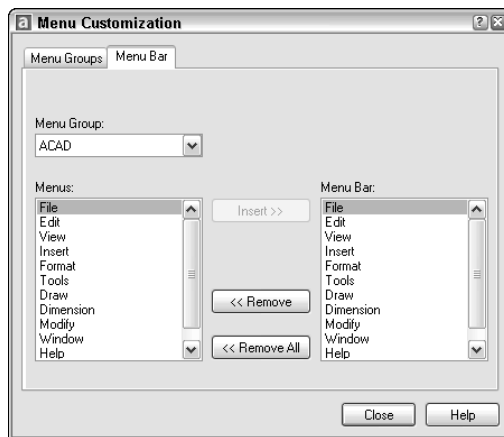 a Menu Customization ? X
Menu Groups Menu Bar
Menu Group:
ACAD
Menus:
File
Edit
View
Insert
Format
Tools
Draw
Dimension
Modify
Window
Help
Insert >>
<< Remove
<< Remove All
Menu Bar:
File
Edit
View
Insert
Format
Tools
Draw
Dimension
Modify
Window
Help
Close Help